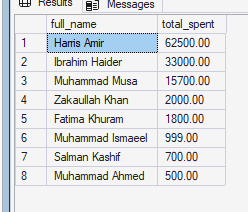 Results Messages
full_name total_spent
1 Harris Amir 62500.00
2 Ibrahim Haider 33000.00
3 Muhammad Musa 15700.00
4 Zakaullah Khan 2000.00
5 Fatima Khuram 1800.00
6 Muhammad Ismaeel 999.00
7 Salman Kashif 700.00
8 Muhammad Ahmed 500.00